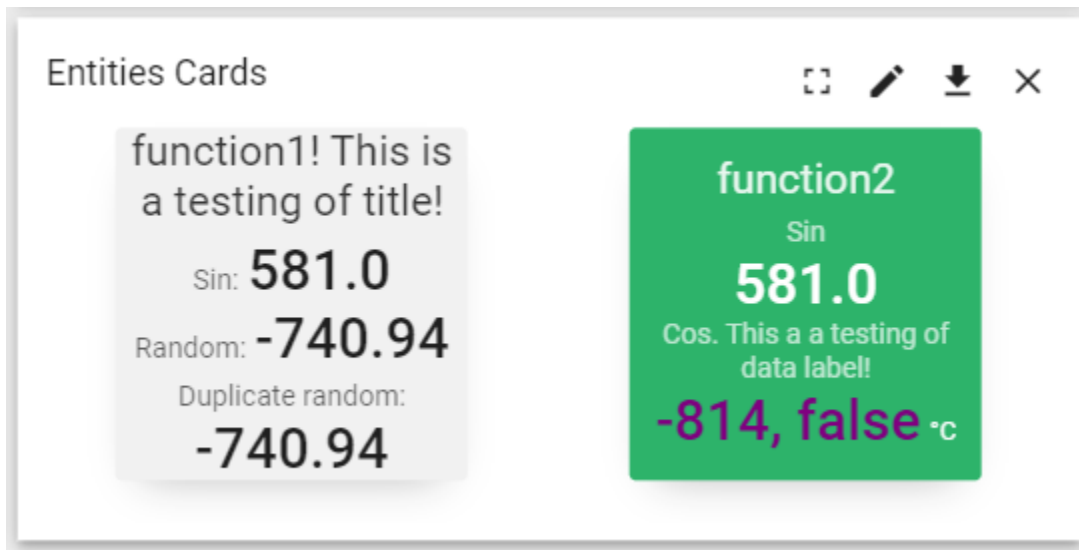 Entities Cards
function1! This is
a testing of title!
Sin: 581.0
Random: -740.94
Duplicate random:
-740.94
function2
Sin
581.0
Cos. This a a testing of
data label!
-814, false °C